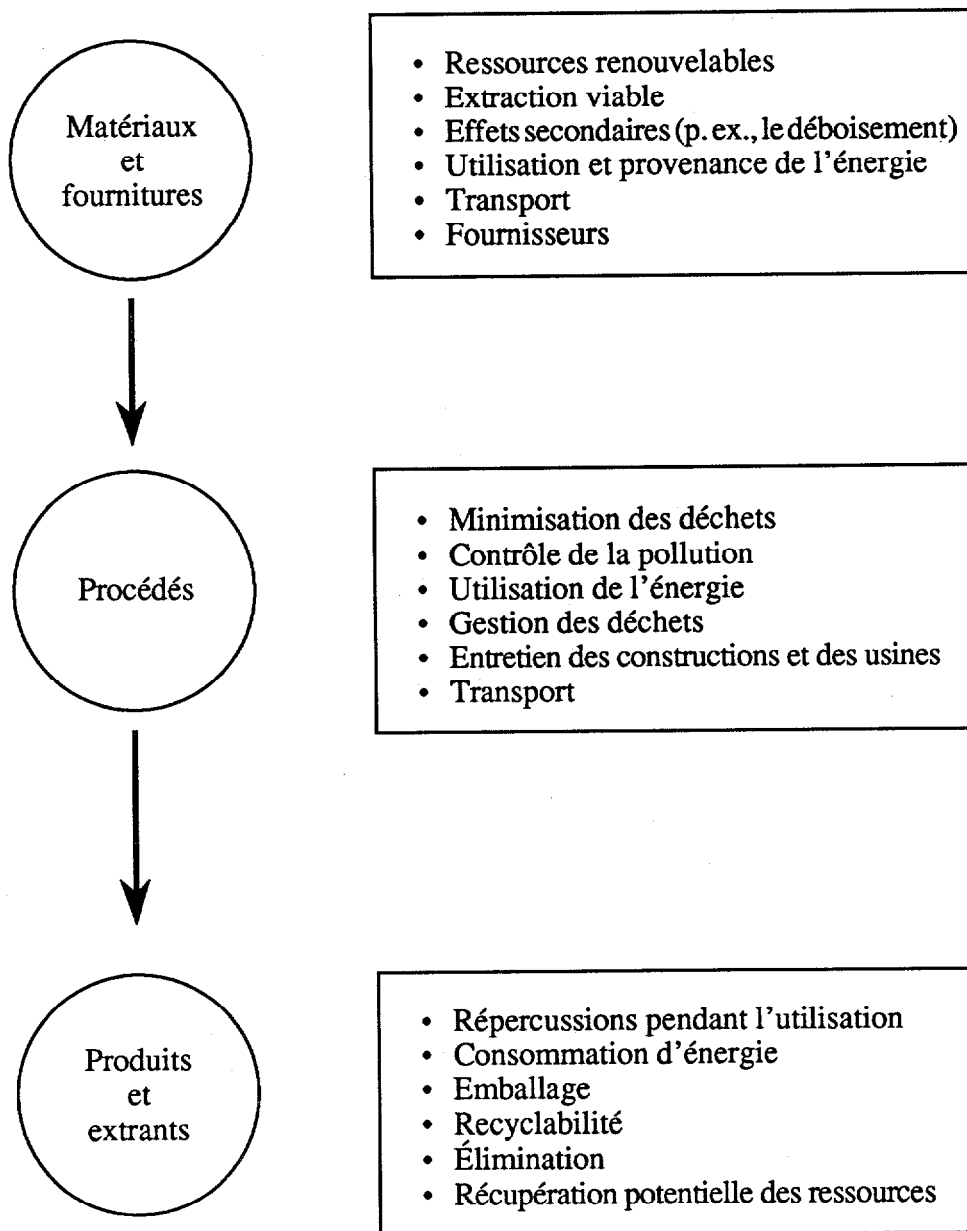 Matériaux
et
fournitures
• Ressources renouvelables
• Extraction viable
• Effets secondaires (p. ex., le déboisement)
• Utilisation et provenance de l'énergie
• Transport
• Fournisseurs
Procédés
• Minimisation des déchets
• Contrôle de la pollution
• Utilisation de l'énergie
• Gestion des déchets
• Entretien des constructions et des usines
• Transport
Produits
et
extrants
• Répercussions pendant l'utilisation
• Consommation d'énergie
• Emballage
• Recyclabilité
• Élimination
• Récupération potentielle des ressources